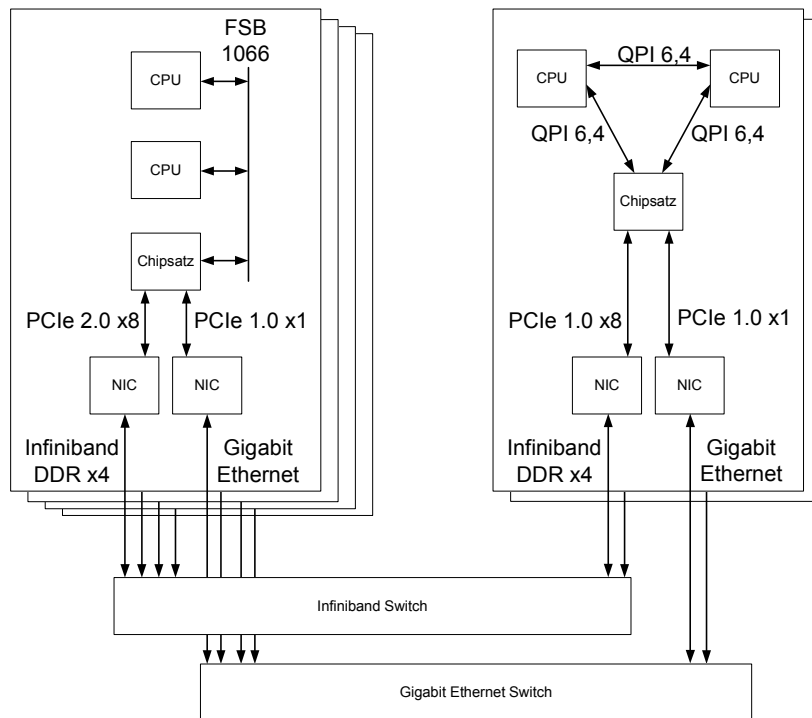 FSB
1066
CPU
CPU
Chipsatz
PCIe 2.0 x8
PCIe 1.0 x1
NIC
NIC
Infiniband
DDR x4
Gigabit
Ethernet
QPI 6,4
CPU
CPU
QPI 6,4
QPI 6,4
Chipsatz
PCIe 1.0 x8
PCIe 1.0 x1
NIC
NIC
Infiniband
DDR x4
Gigabit
Ethernet
Infiniband Switch
Gigabit Ethernet Switch